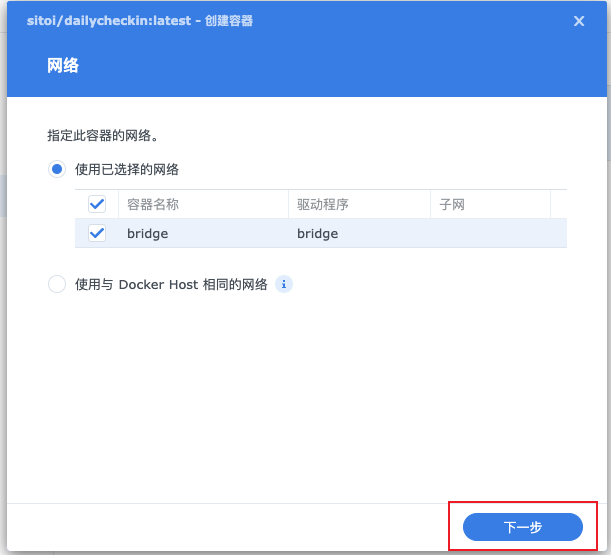 sitoi/dailycheckin:latest - 创建容器
网络
指定此容器的网络。
使用已选择的网络
容器名称 驱动程序 子网
bridge bridge
使用与 Docker Host 相同的网络
下一步